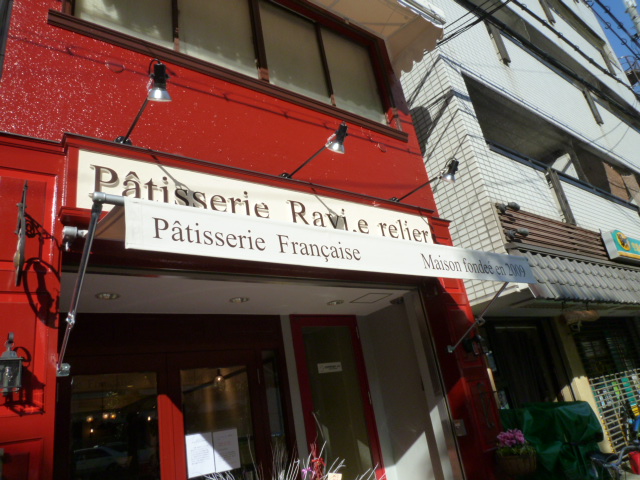 Pâtisserie Ravi.e relier
Pâtisserie Française
Maison fondée en 2009